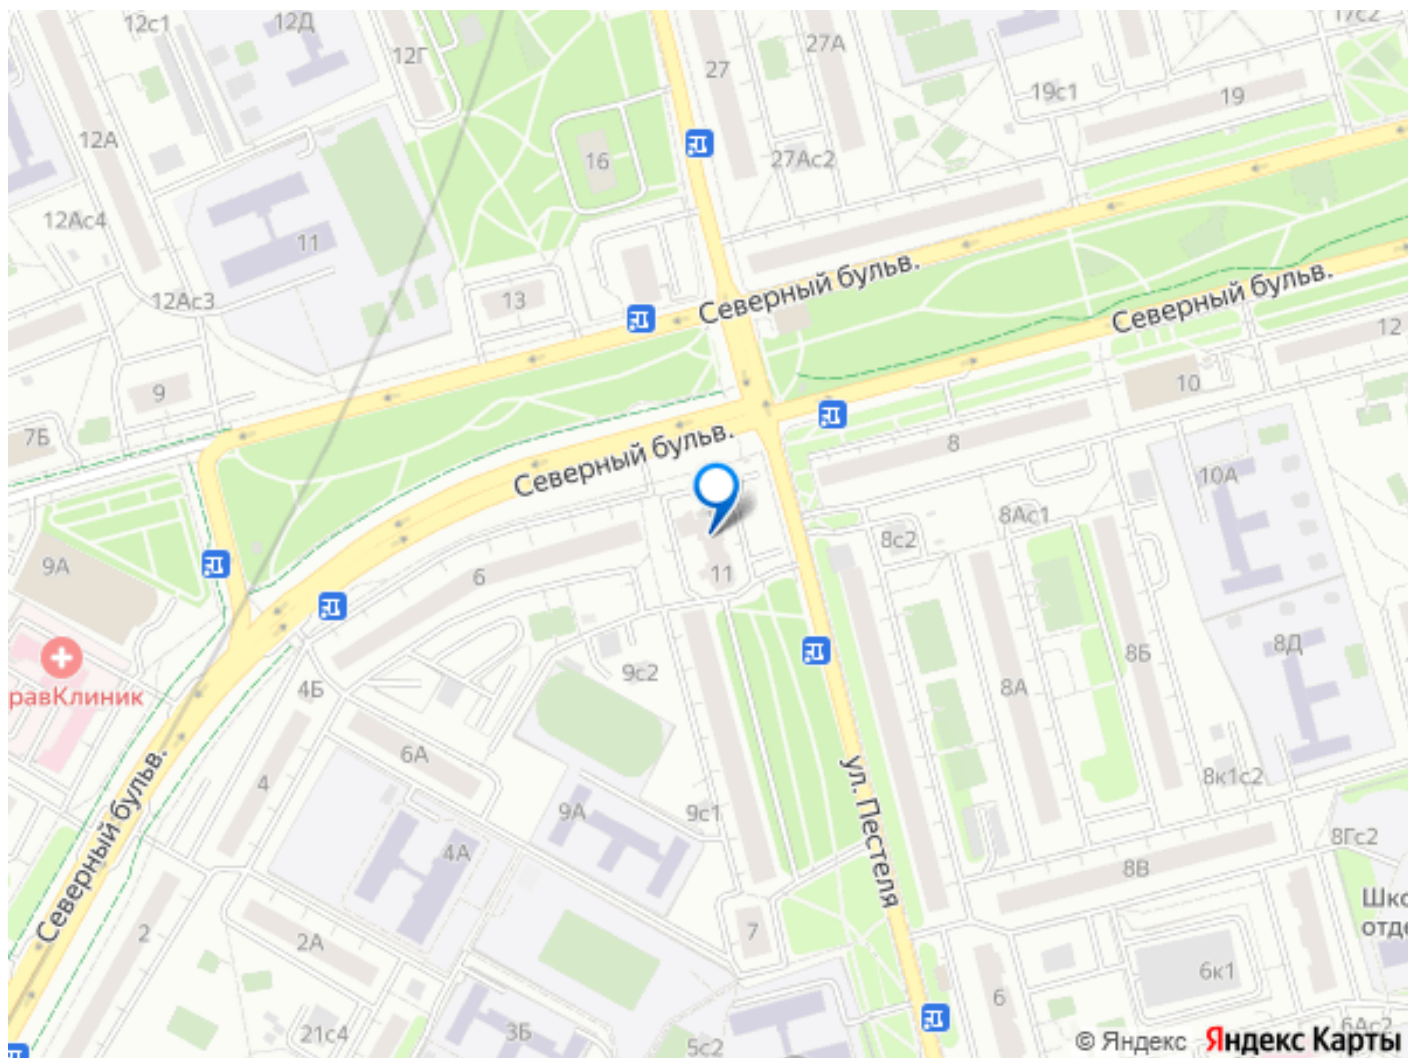 12с1
12Д
12Г
27
27А
17с2
19с1
19
12А
16
27Ас2
12Ас4
11
12Ас3
13
Северный бульв.
Северный бульв.
12
9
10
7Б
Северный бульв.
8
10А
8Ас1
8с2
9А
6
11
8Б
8Д
9с2
8А
равКлиник
4Б
6А
4
8к1с2
9А
9с1
ул. Пестеля
8Гс2
4А
8В
Северный бульв.
Шко
отде
2
2А
7
6к1
6
21с4
3Б
5с2
6Ас2
© Яндекс Яндекс Карты